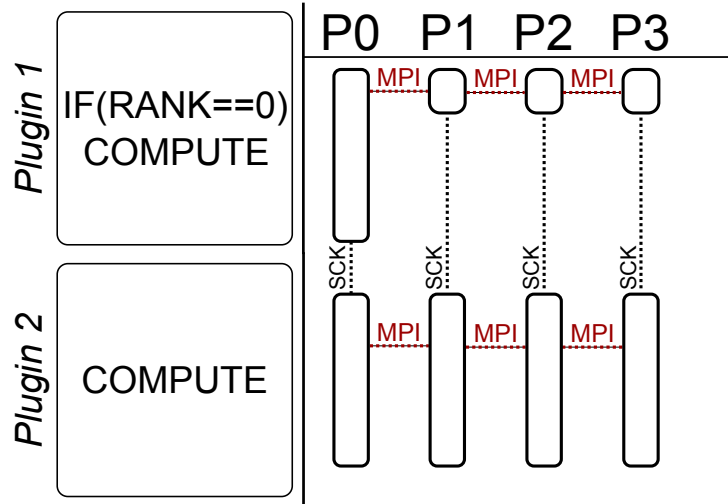 P0 P1 P2 P3
Plugin 1
IF(RANK==0)
COMPUTE
MPI MPI MPI
SCK SCK SCK SCK
Plugin 2
COMPUTE
MPI MPI MPI